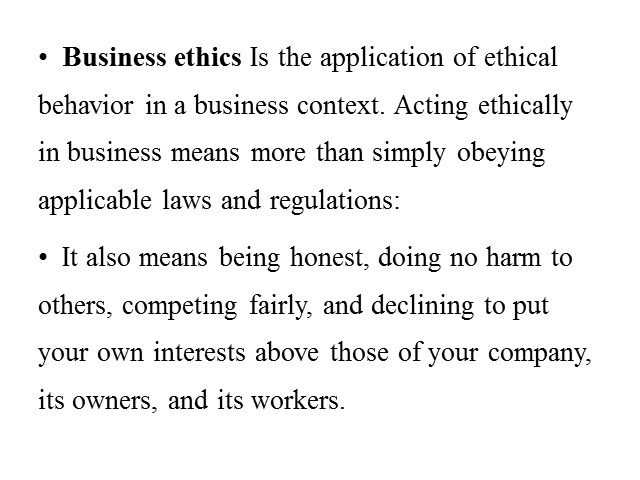 • Business ethics Is the application of ethical
behavior in a business context. Acting ethically
in business means more than simply obeying
applicable laws and regulations:
• It also means being honest, doing no harm to
others, competing fairly, and declining to put
your own interests above those of your company,
its owners, and its workers.